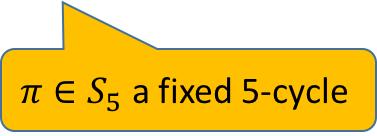 π ∈ S₅ a fixed 5-cycle